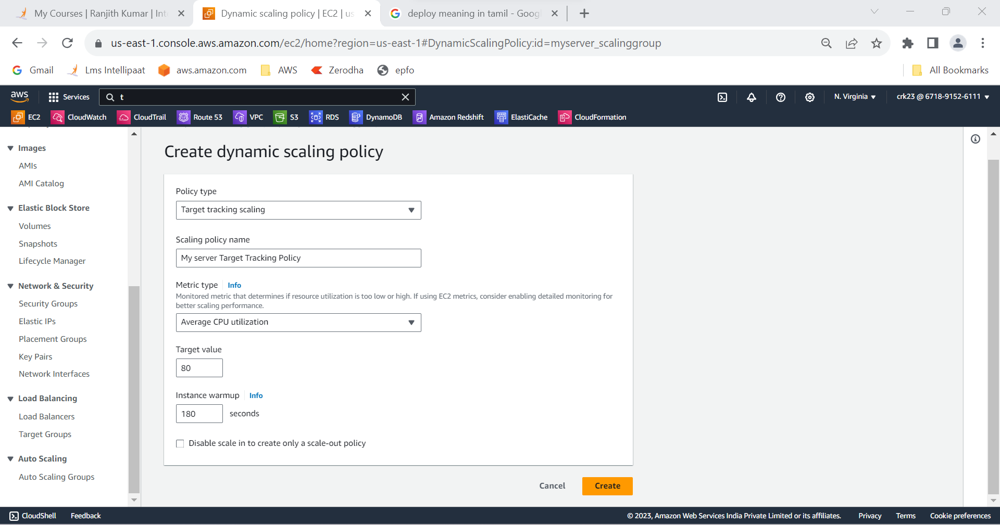 My Courses | Ranjith Kumar | Int
Dynamic scaling policy | EC2 | us
deploy meaning in tamil - Googl
us-east-1.console.aws.amazon.com/ec2/home?region=us-east-1#DynamicScalingPolicy:id=myserver_scalinggroup
Gmail
Lms Intellipaat
aws.amazon.com
AWS
Zerodha
epfo
All Bookmarks
aws
Services
t
N. Virginia
crk23 @ 6718-9152-6111
EC2
CloudWatch
CloudTrail
Route 53
VPC
S3
RDS
DynamoDB
Amazon Redshift
ElastiCache
CloudFormation
Images
AMIs
AMI Catalog
Elastic Block Store
Volumes
Snapshots
Lifecycle Manager
Network & Security
Security Groups
Elastic IPs
Placement Groups
Key Pairs
Network Interfaces
Load Balancing
Load Balancers
Target Groups
Auto Scaling
Auto Scaling Groups
Create dynamic scaling policy
Policy type
Target tracking scaling
Scaling policy name
My server Target Tracking Policy
Metric type
Info
Monitored metric that determines if resource utilization is too low or high. If using EC2 metrics, consider enabling detailed monitoring for
better scaling performance.
Average CPU utilization
Target value
80
Instance warmup
Info
180
seconds
Disable scale in to create only a scale-out policy
Cancel
Create
CloudShell
Feedback
© 2023, Amazon Web Services India Private Limited or its affiliates.
Privacy
Terms
Cookie preferences